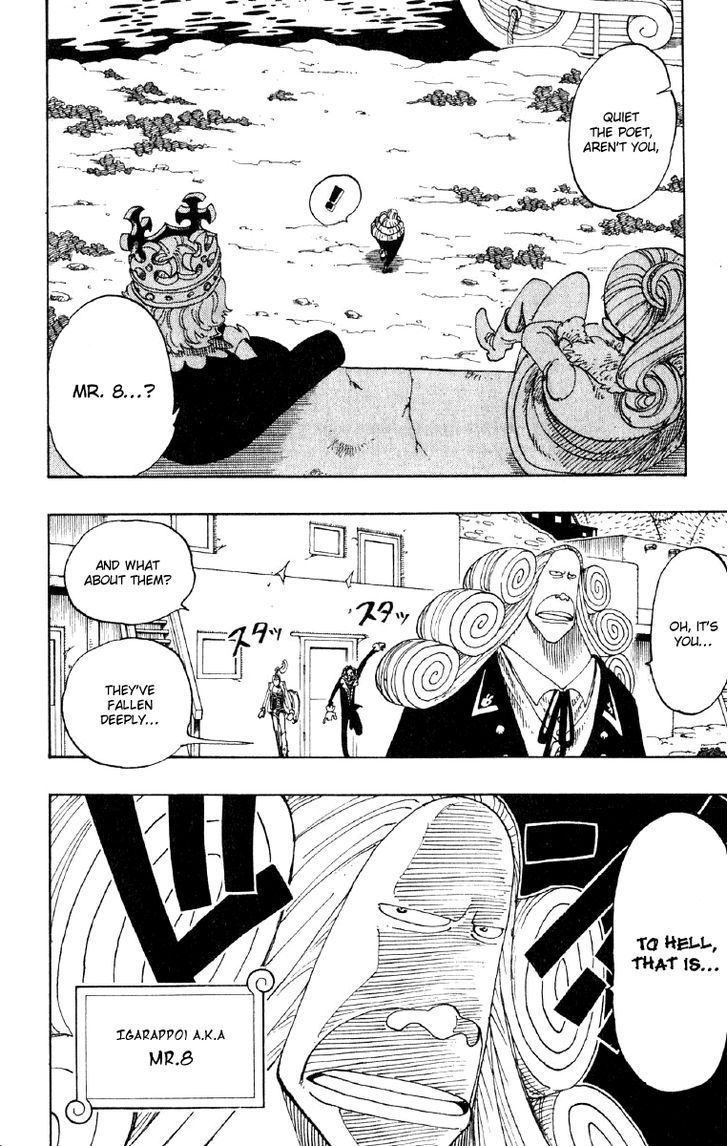 QUIET
THE POET,
AREN'T YOU,
!
MR. 8...?
OH, IT'S
YOU...
AND WHAT
ABOUT THEM?
THEY'VE
FALLEN
DEEPLY...
スタッ
スタッ
TO HELL,
THAT IS...
IGARAPPOI A.K.A
MR.8